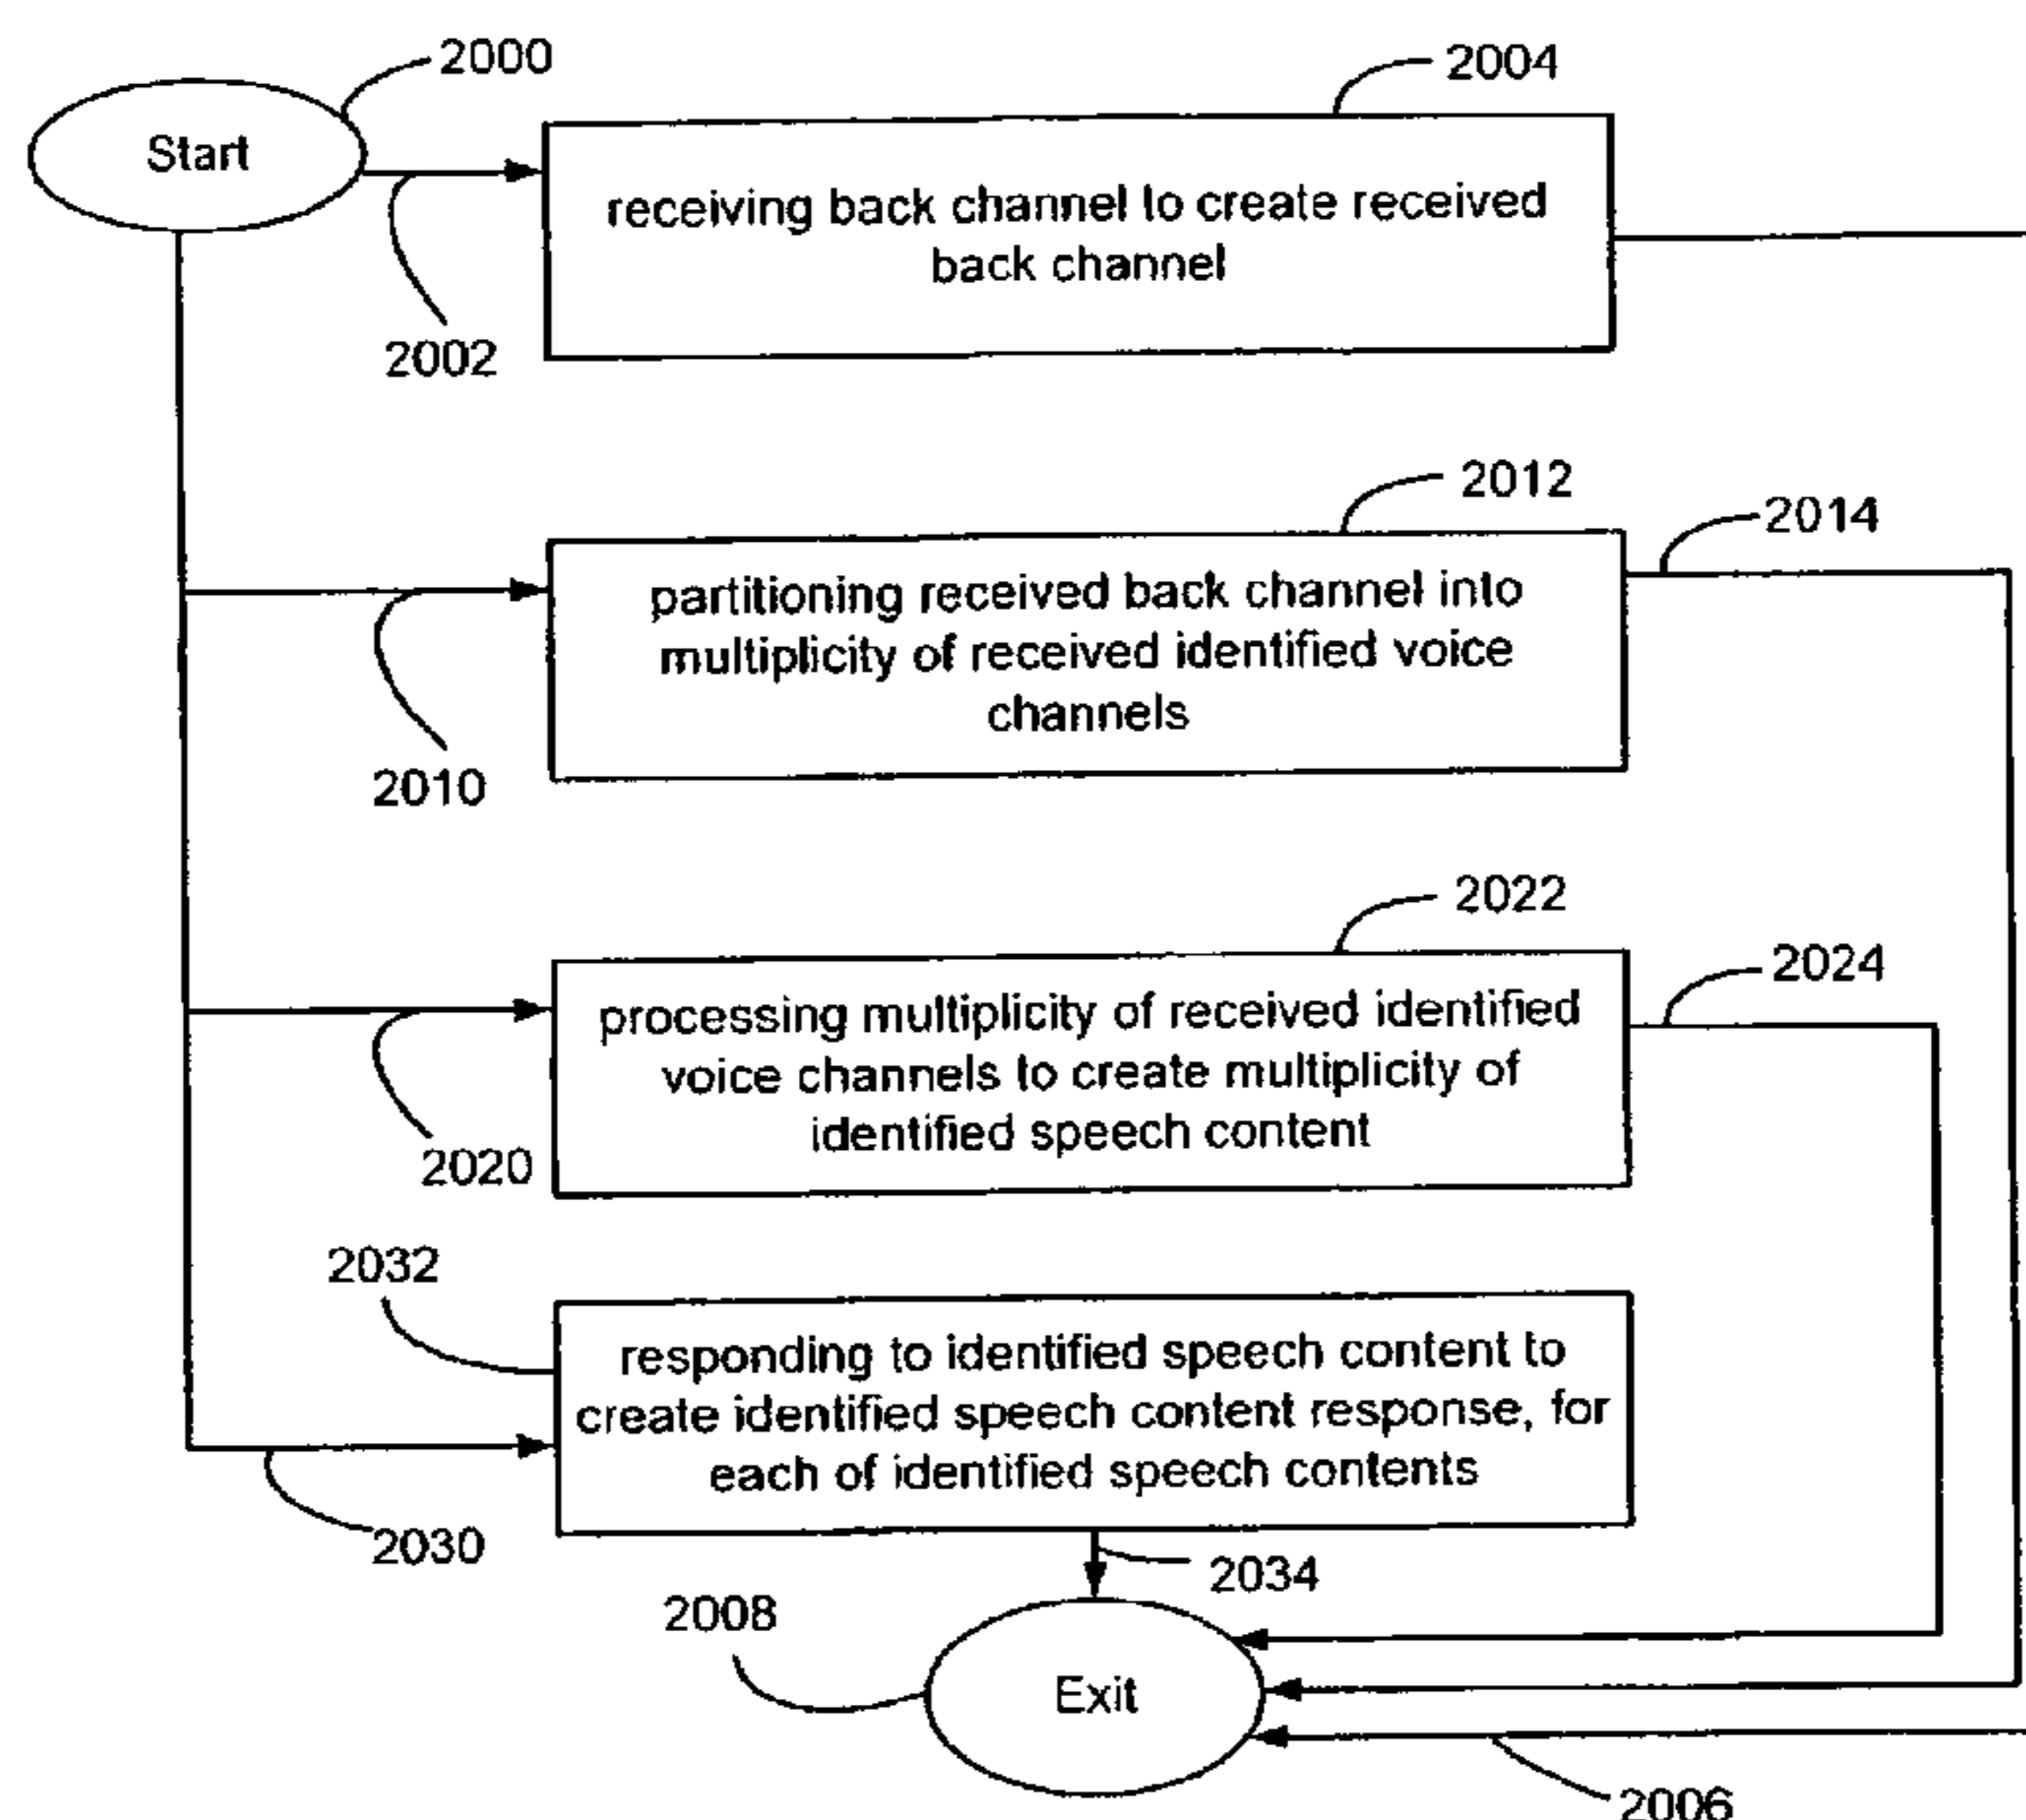 2000
2004
Start
receiving back channel to create received
back channel
2002
2012
2014
partitioning received back channel into
multiplicity of received identified voice
channels
2010
2022
2024
processing multiplicity of received identified
voice channels to create multiplicity of
identified speech content
2020
2032
responding to identified speech content to
create identified speech content response, for
each of identified speech contents
2030
2034
2008
Exit
2006